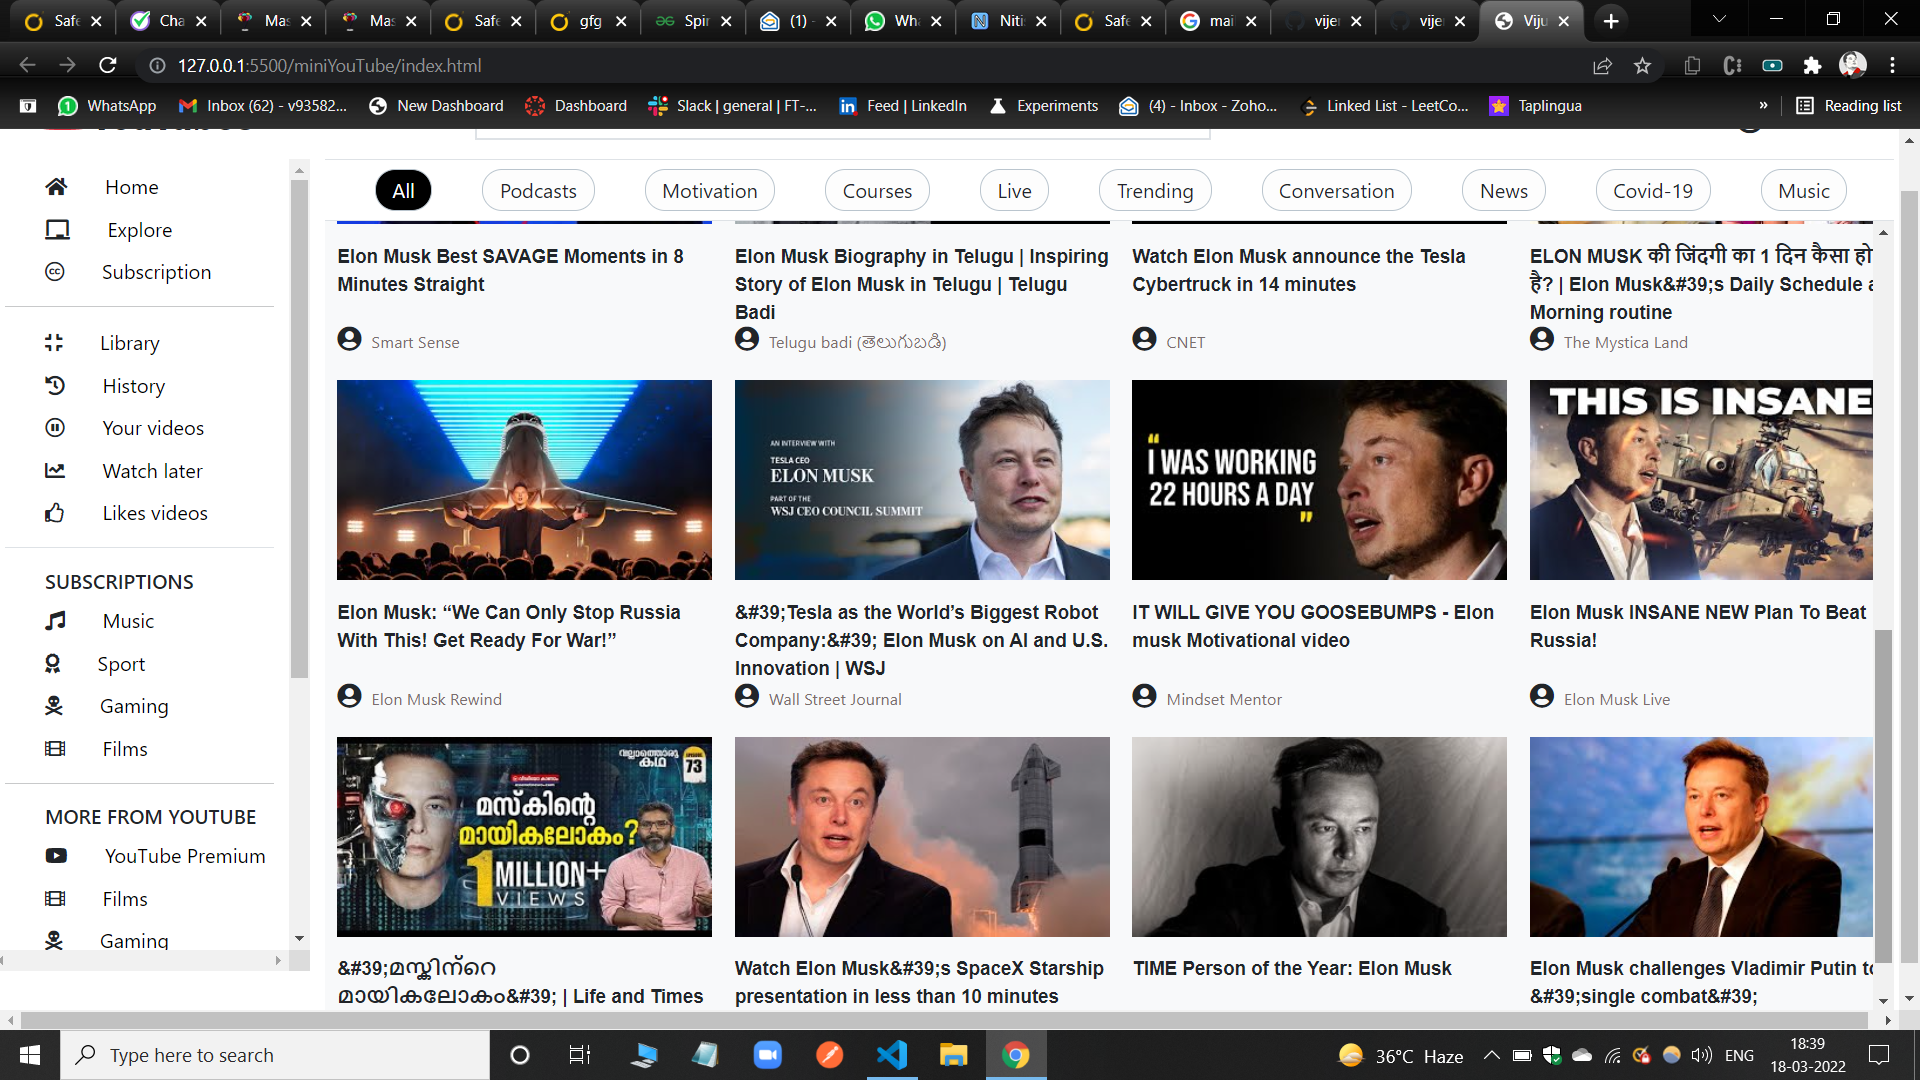 Safe
Cha
Mas
Mas
Safe
gfg
Spir
(1) -
Wha
Niti
Safe
mai
vije
vije
Viju
127.0.0.1:5500/miniYouTube/index.html
WhatsApp
Inbox (62) - v93582...
New Dashboard
Dashboard
Slack | general | FT-...
Feed | LinkedIn
Experiments
(4) - Inbox - Zoho...
Linked List - LeetCo...
Taplingua
»
Reading list
Home
Explore
Subscription
Library
History
Your videos
Watch later
Likes videos
SUBSCRIPTIONS
Music
Sport
Gaming
Films
MORE FROM YOUTUBE
YouTube Premium
Films
Gaming
All
Podcasts
Motivation
Courses
Live
Trending
Conversation
News
Covid-19
Music
Elon Musk Best SAVAGE Moments in 8
Minutes Straight
Smart Sense
Elon Musk Biography in Telugu | Inspiring
Story of Elon Musk in Telugu | Telugu
Badi
Telugu badi (తెలుగుబడి)
Watch Elon Musk announce the Tesla
Cybertruck in 14 minutes
CNET
ELON MUSK की जिंदगी का 1 दिन कैसा हो
है? | Elon Musk&#39;s Daily Schedule a
Morning routine
The Mystica Land
Elon Musk: “We Can Only Stop Russia
With This! Get Ready For War!”
Elon Musk Rewind
AN INTERVIEW WITH
TESLA CEO
ELON MUSK
PART OF THE
WSJ CEO COUNCIL SUMMIT
&#39;Tesla as the World’s Biggest Robot
Company:&#39; Elon Musk on AI and U.S.
Innovation | WSJ
Wall Street Journal
“I WAS WORKING
22 HOURS A DAY”
IT WILL GIVE YOU GOOSEBUMPS - Elon
musk Motivational video
Mindset Mentor
THIS IS INSANE
Elon Musk INSANE NEW Plan To Beat
Russia!
Elon Musk Live
വല്ലാത്തൊരു
കഥ
73
മസ്കിന്റെ
മായികലോകം?
1 MILLION+
VIEWS
&#39;മസ്കിന്റെ
മായികലോകം&#39; | Life and Times
Watch Elon Musk&#39;s SpaceX Starship
presentation in less than 10 minutes
TIME Person of the Year: Elon Musk
Elon Musk challenges Vladimir Putin to
&#39;single combat&#39;
Type here to search
36°C Haze
ENG
18:39
18-03-2022